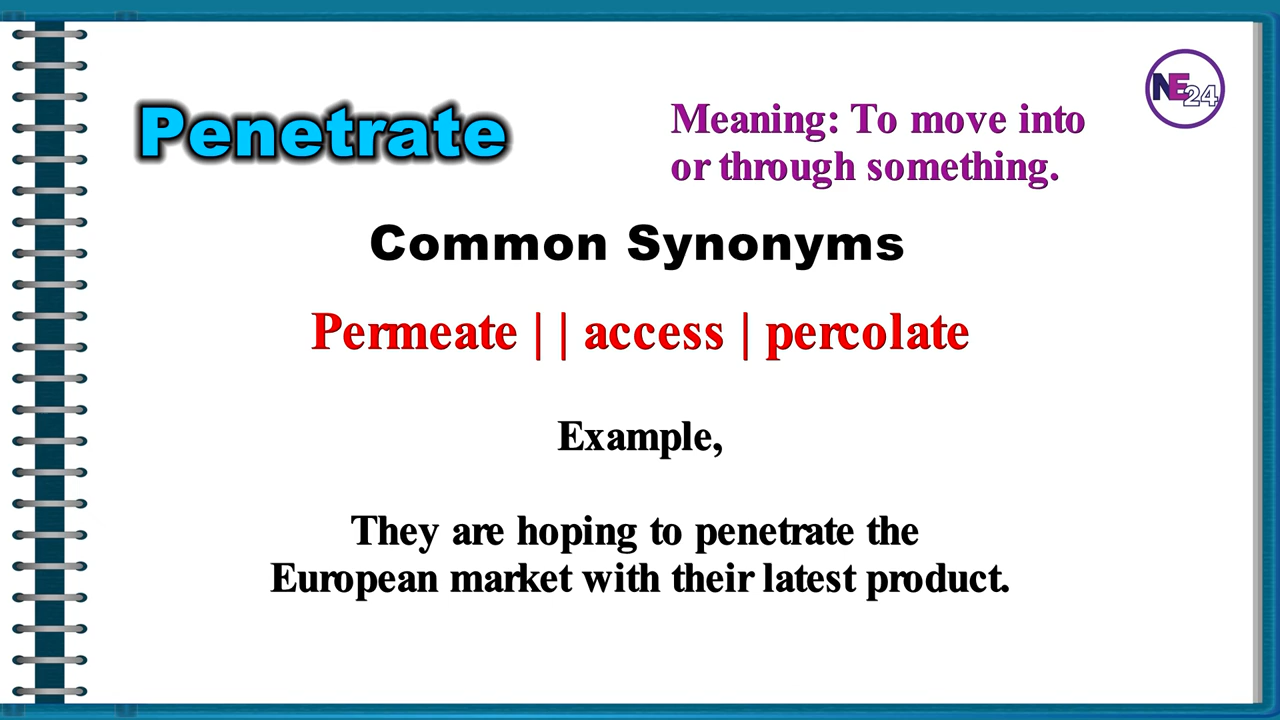 NE24
Penetrate
Meaning: To move into
or through something.
Common Synonyms
Permeate | | access | percolate
Example,
They are hoping to penetrate the
European market with their latest product.